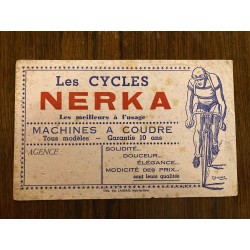 Les CYCLES
NERKA
Les meilleurs à l'usage
MACHINES A COUDRE
Tous modèles - Garantie 10 ans
AGENCE
SOLIDITÉ..
DOUCEUR..
ÉLÉGANCE..
MODICITÉ DES PRIX..
sont leurs qualités